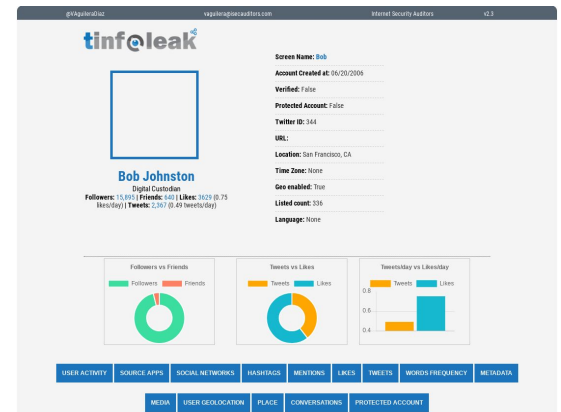 @VAguileraDiaz vaguilera@isecauditors.com Internet Security Auditors v2.3
tinfoleak
Screen Name: Bob
Account Created at: 06/20/2006
Verified: False
Protected Account: False
Twitter ID: 344
URL:
Location: San Francisco, CA
Time Zone: None
Geo enabled: True
Listed count: 336
Language: None
Bob Johnston
Digital Custodian
Followers: 15,895 | Friends: 640 | Likes: 3629 (0.75
likes/day) | Tweets: 2,367 (0.49 tweets/day)
Followers vs Friends
Followers Friends
Tweets vs Likes
Tweets Likes
Tweets/day vs Likes/day
Tweets Likes
0.8
0.6
0.4
USER ACTIVITY SOURCE APPS SOCIAL NETWORKS HASHTAGS MENTIONS LIKES TWEETS WORDS FREQUENCY METADATA
MEDIA USER GEOLOCATION PLACE CONVERSATIONS PROTECTED ACCOUNT